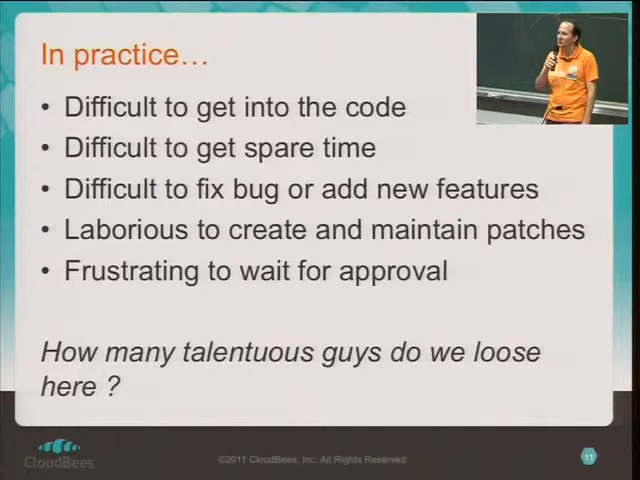 In practice…
• Difficult to get into the code
• Difficult to get spare time
• Difficult to fix bug or add new features
• Laborious to create and maintain patches
• Frustrating to wait for approval
How many talentuous guys do we loose
here ?
CloudBees
©2011 CloudBees, Inc. All Rights Reserved
11